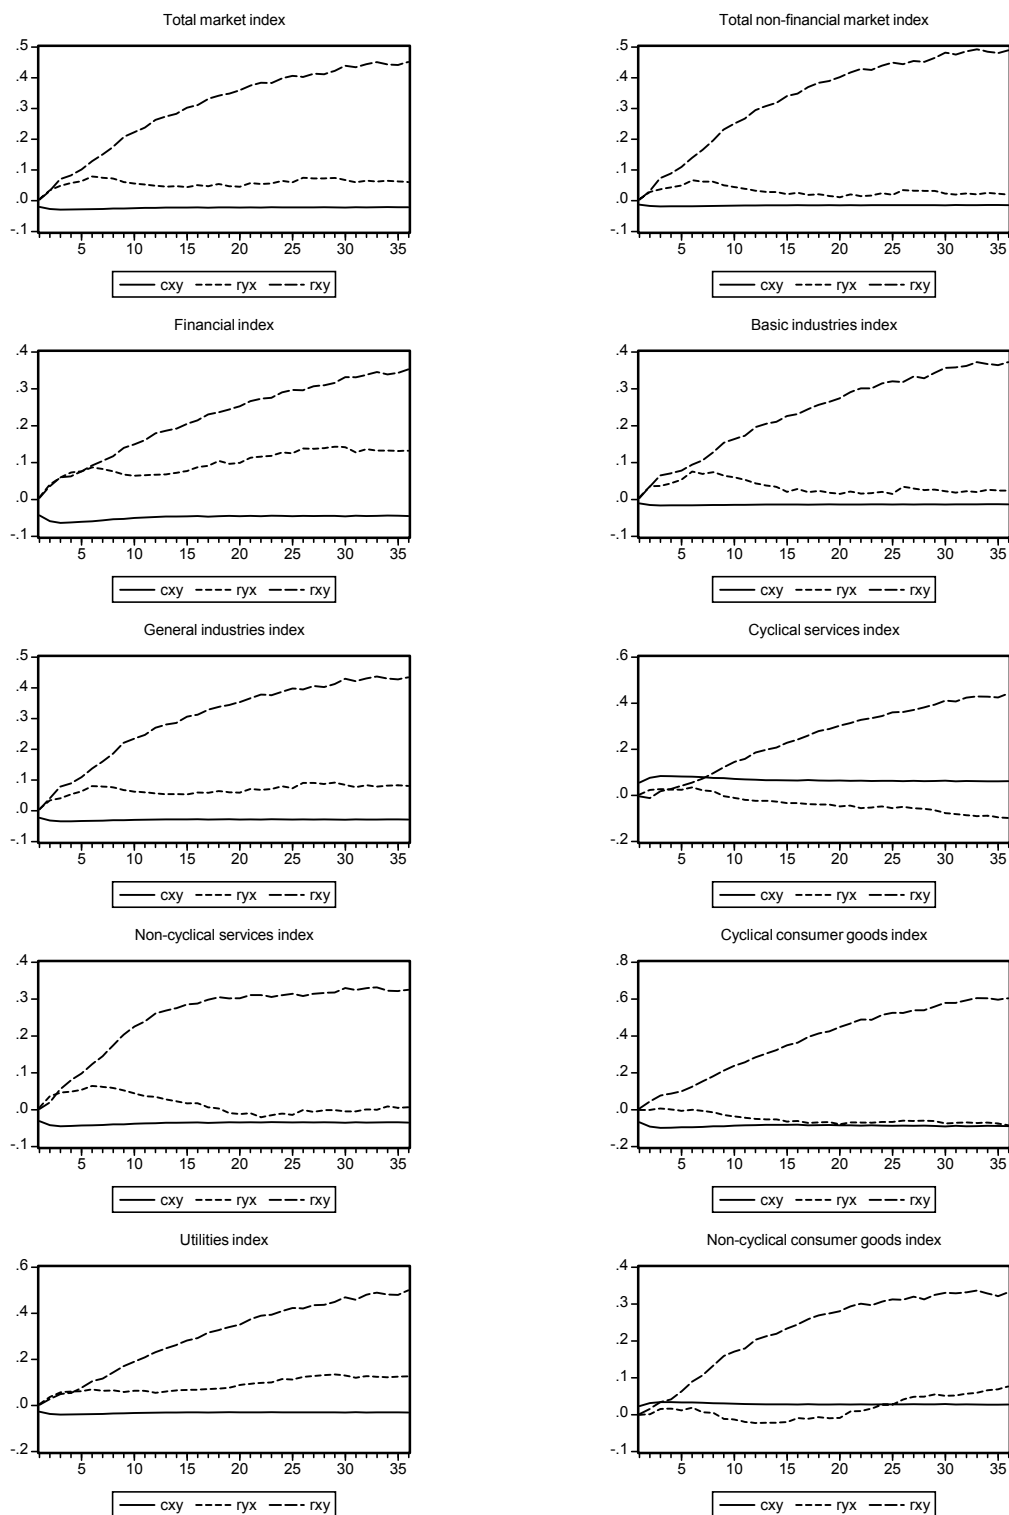 Total market index
.5
.4
.3
.2
.1
.0
-.1
5 10 15 20 25 30 35
cxy ryx rxy
Total non-financial market index
.5
.4
.3
.2
.1
.0
-.1
5 10 15 20 25 30 35
cxy ryx rxy
Financial index
.4
.3
.2
.1
.0
-.1
5 10 15 20 25 30 35
cxy ryx rxy
Basic industries index
.4
.3
.2
.1
.0
-.1
5 10 15 20 25 30 35
cxy ryx rxy
General industries index
.5
.4
.3
.2
.1
.0
-.1
5 10 15 20 25 30 35
cxy ryx rxy
Cyclical services index
.6
.4
.2
.0
-.2
5 10 15 20 25 30 35
cxy ryx rxy
Non-cyclical services index
.4
.3
.2
.1
.0
-.1
5 10 15 20 25 30 35
cxy ryx rxy
Cyclical consumer goods index
.8
.6
.4
.2
.0
-.2
5 10 15 20 25 30 35
cxy ryx rxy
Utilities index
.6
.4
.2
.0
-.2
5 10 15 20 25 30 35
cxy ryx rxy
Non-cyclical consumer goods index
.4
.3
.2
.1
.0
-.1
5 10 15 20 25 30 35
cxy ryx rxy